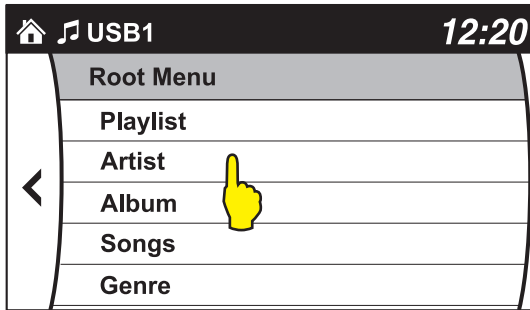 USB1 12:20
Root Menu
Playlist
Artist
Album
Songs
Genre